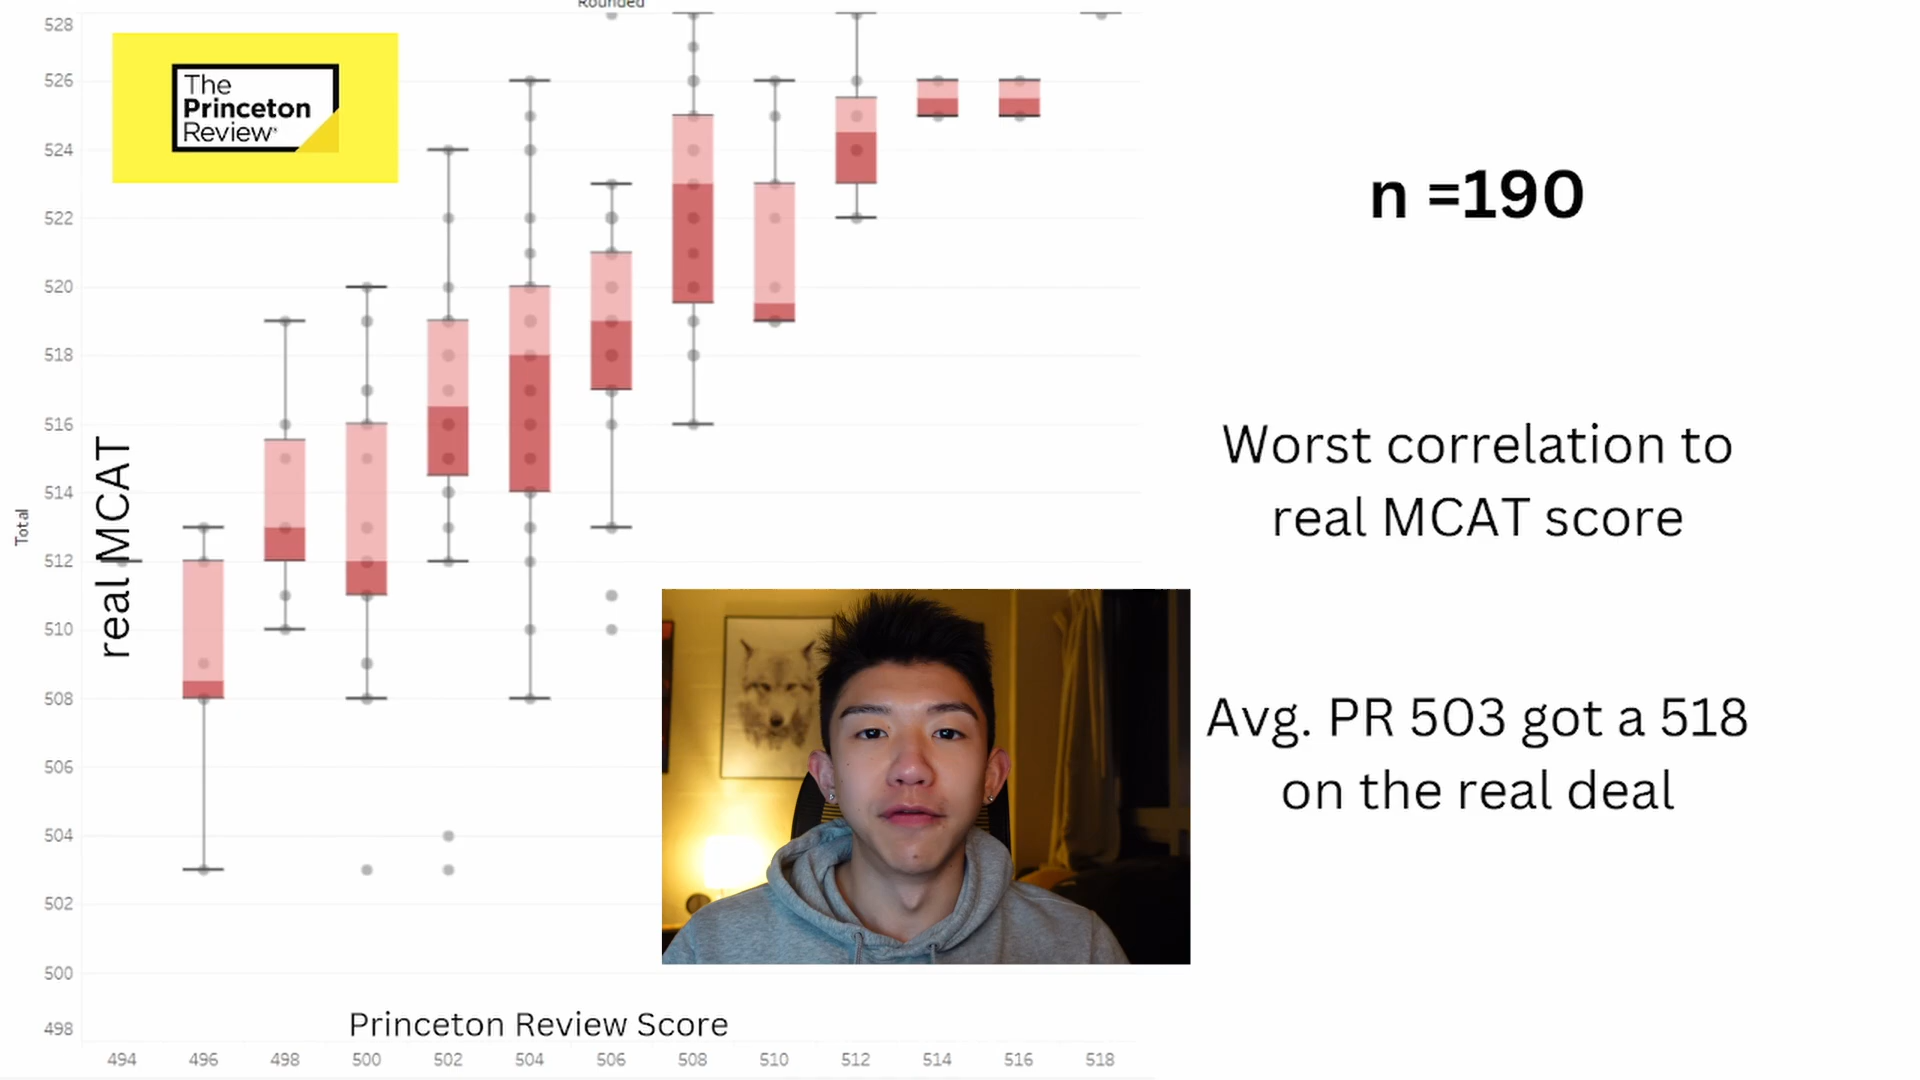 Rounded
528
526
524
522
520
518
516
514
512
510
508
506
504
502
500
498
The
Princeton
Review
Total
real MCAT
n =190
Worst correlation to
real MCAT score
Avg. PR 503 got a 518
on the real deal
Princeton Review Score
494 496 498 500 502 504 506 508 510 512 514 516 518